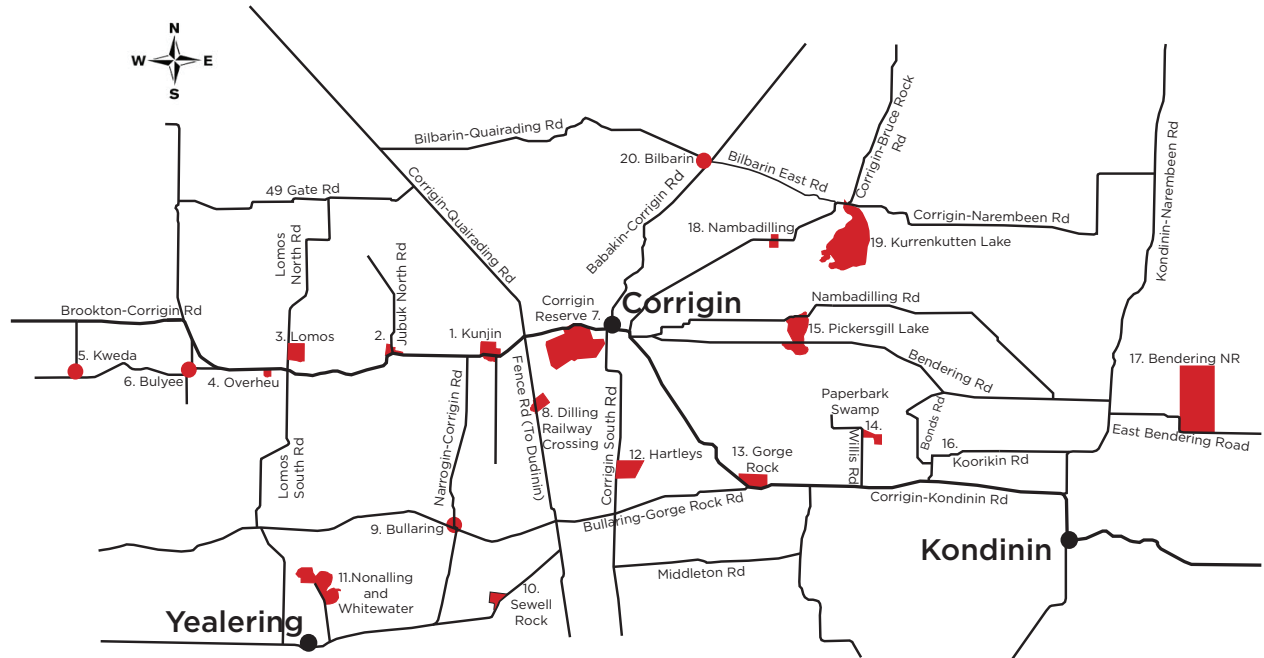 N
W
E
S
Bilbarin-Quairading Rd
20. Bilbarin
Bilbarin East Rd
Corrigin-Bruce Rock
Rd
Kondinin-Narembeen Rd
49 Gate Rd
Corrigin-Quairading Rd
Babakin-Corrigin Rd
18. Nambadilling
Corrigin-Narembeen Rd
19. Kurrenkutten Lake
Lomos
North Rd
Brookton-Corrigin Rd
Jubuk North Rd
Corrigin
Reserve 7.
Corrigin
Nambadilling Rd
3. Lomos
2.
1. Kunjin
15. Pickersgill Lake
5. Kweda
6. Bulyee
4. Overheu
Bendering Rd
17. Bendering NR
Fence Rd (To Dudinin)
8. Dilling
Railway
Crossing
Corrigin South Rd
Paperbark
Swamp
14.
Willis Rd
Bonds Rd
16.
East Bendering Road
Koorikin Rd
Lomos
South Rd
Narrogin-Corrigin Rd
12. Hartleys
13. Gorge
Rock
Corrigin-Kondinin Rd
9. Bullaring
Bullaring-Gorge Rock Rd
Kondinin
Middleton Rd
11.Nonalling
and
Whitewater
10.
Sewell
Rock
Yealering